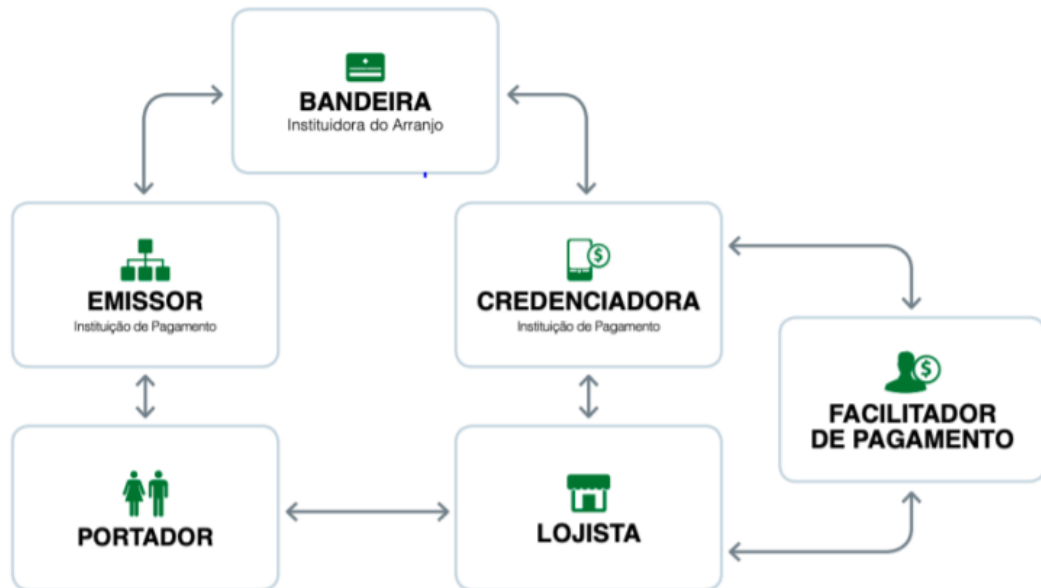 BANDEIRA
Instituidora do Arranjo
EMISSOR
Instituição de Pagamento
$
CREDENCIADORA
Instituição de Pagamento
$
FACILITADOR
DE PAGAMENTO
PORTADOR
LOJISTA